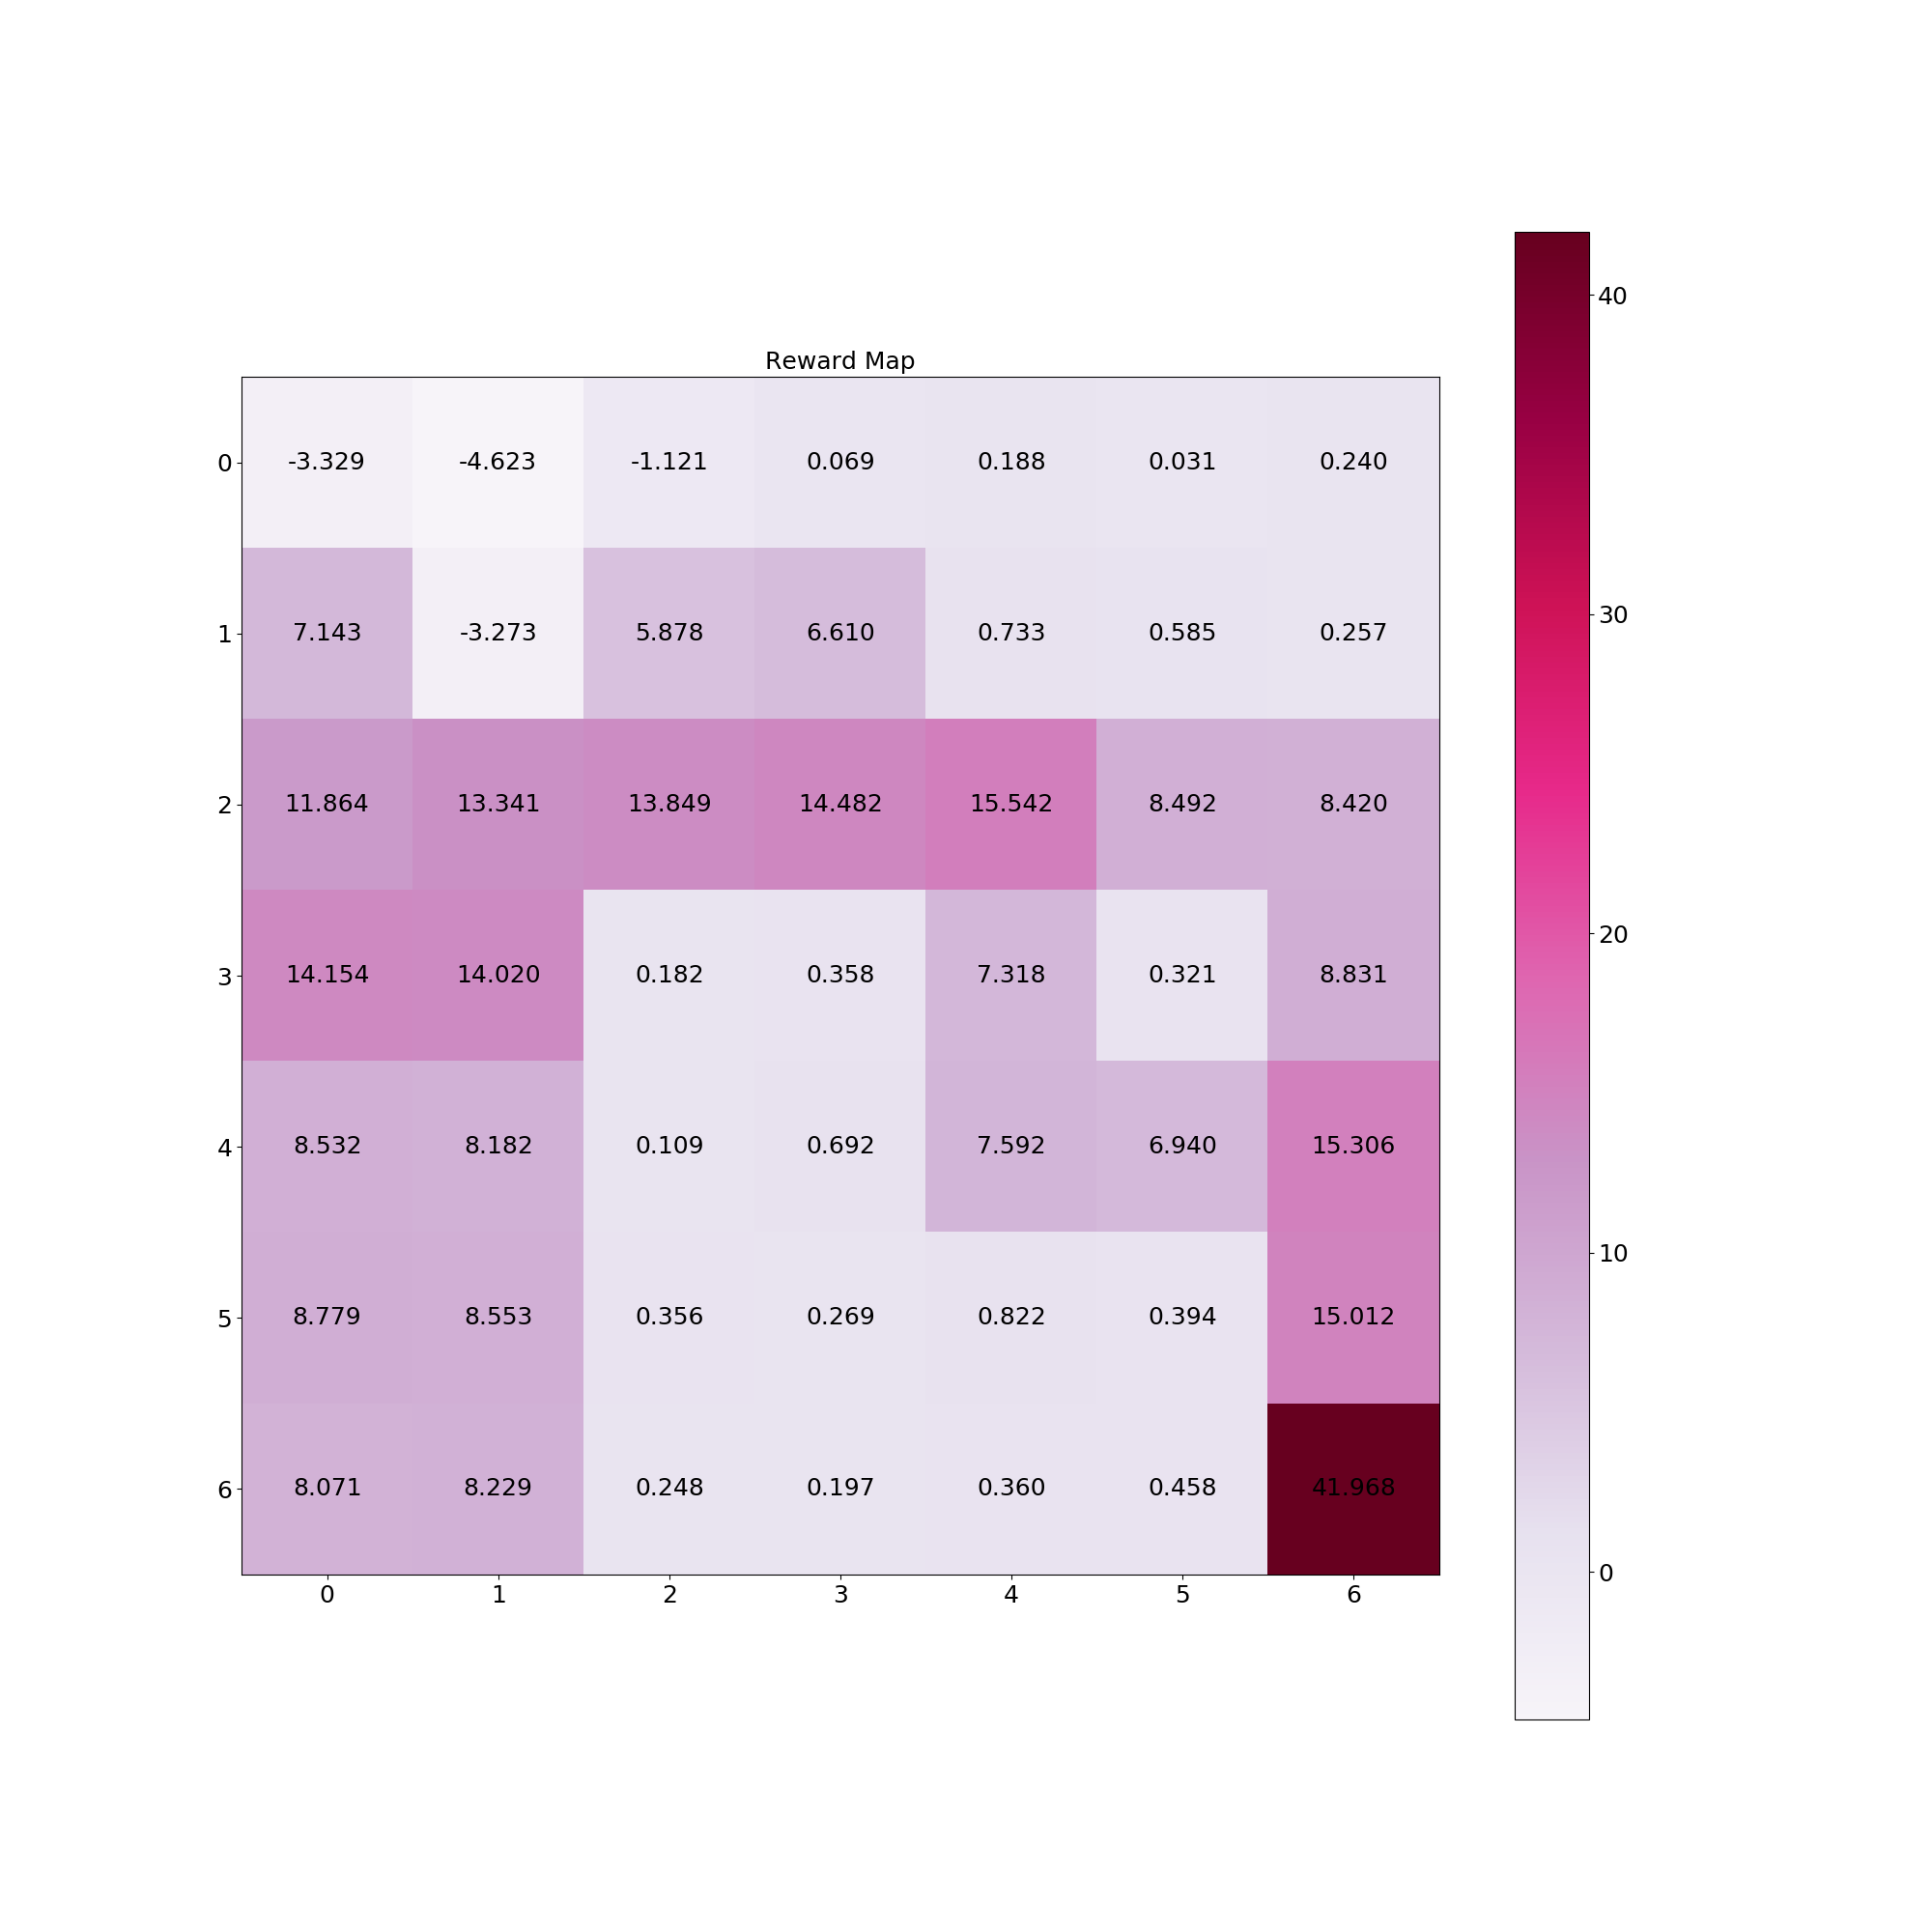 Reward Map
40
0 -3.329 -4.623 -1.121 0.069 0.188 0.031 0.240
30
1 7.143 -3.273 5.878 6.610 0.733 0.585 0.257
2 11.864 13.341 13.849 14.482 15.542 8.492 8.420
20
3 14.154 14.020 0.182 0.358 7.318 0.321 8.831
4 8.532 8.182 0.109 0.692 7.592 6.940 15.306
10
5 8.779 8.553 0.356 0.269 0.822 0.394 15.012
6 8.071 8.229 0.248 0.197 0.360 0.458 41.968
0
0 1 2 3 4 5 6